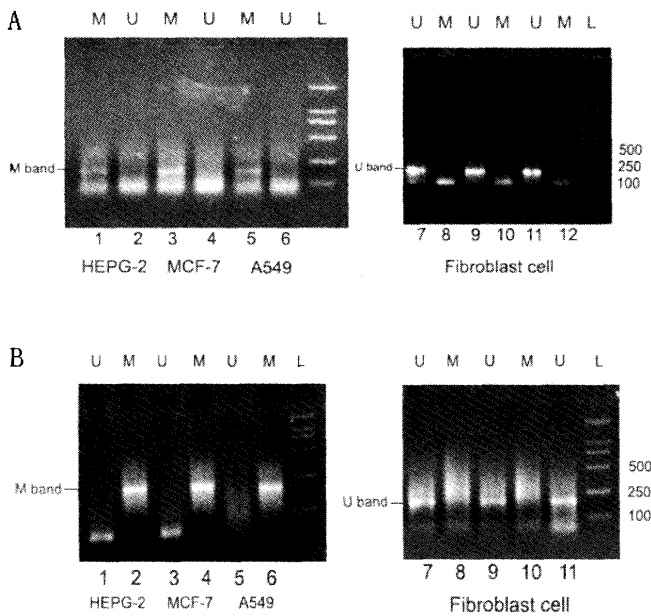 A
M U M U M U L
M band
1 2 3 4 5 6
HEPG-2 MCF-7 A549
U M U M U M L
U band
500
250
100
7 8 9 10 11 12
Fibroblast cell
B
U M U M U M L
M band
1 2 3 4 5 6
HEPG-2 MCF-7 A549
U M U M U L
U band
500
250
100
7 8 9 10 11
Fibroblast cell